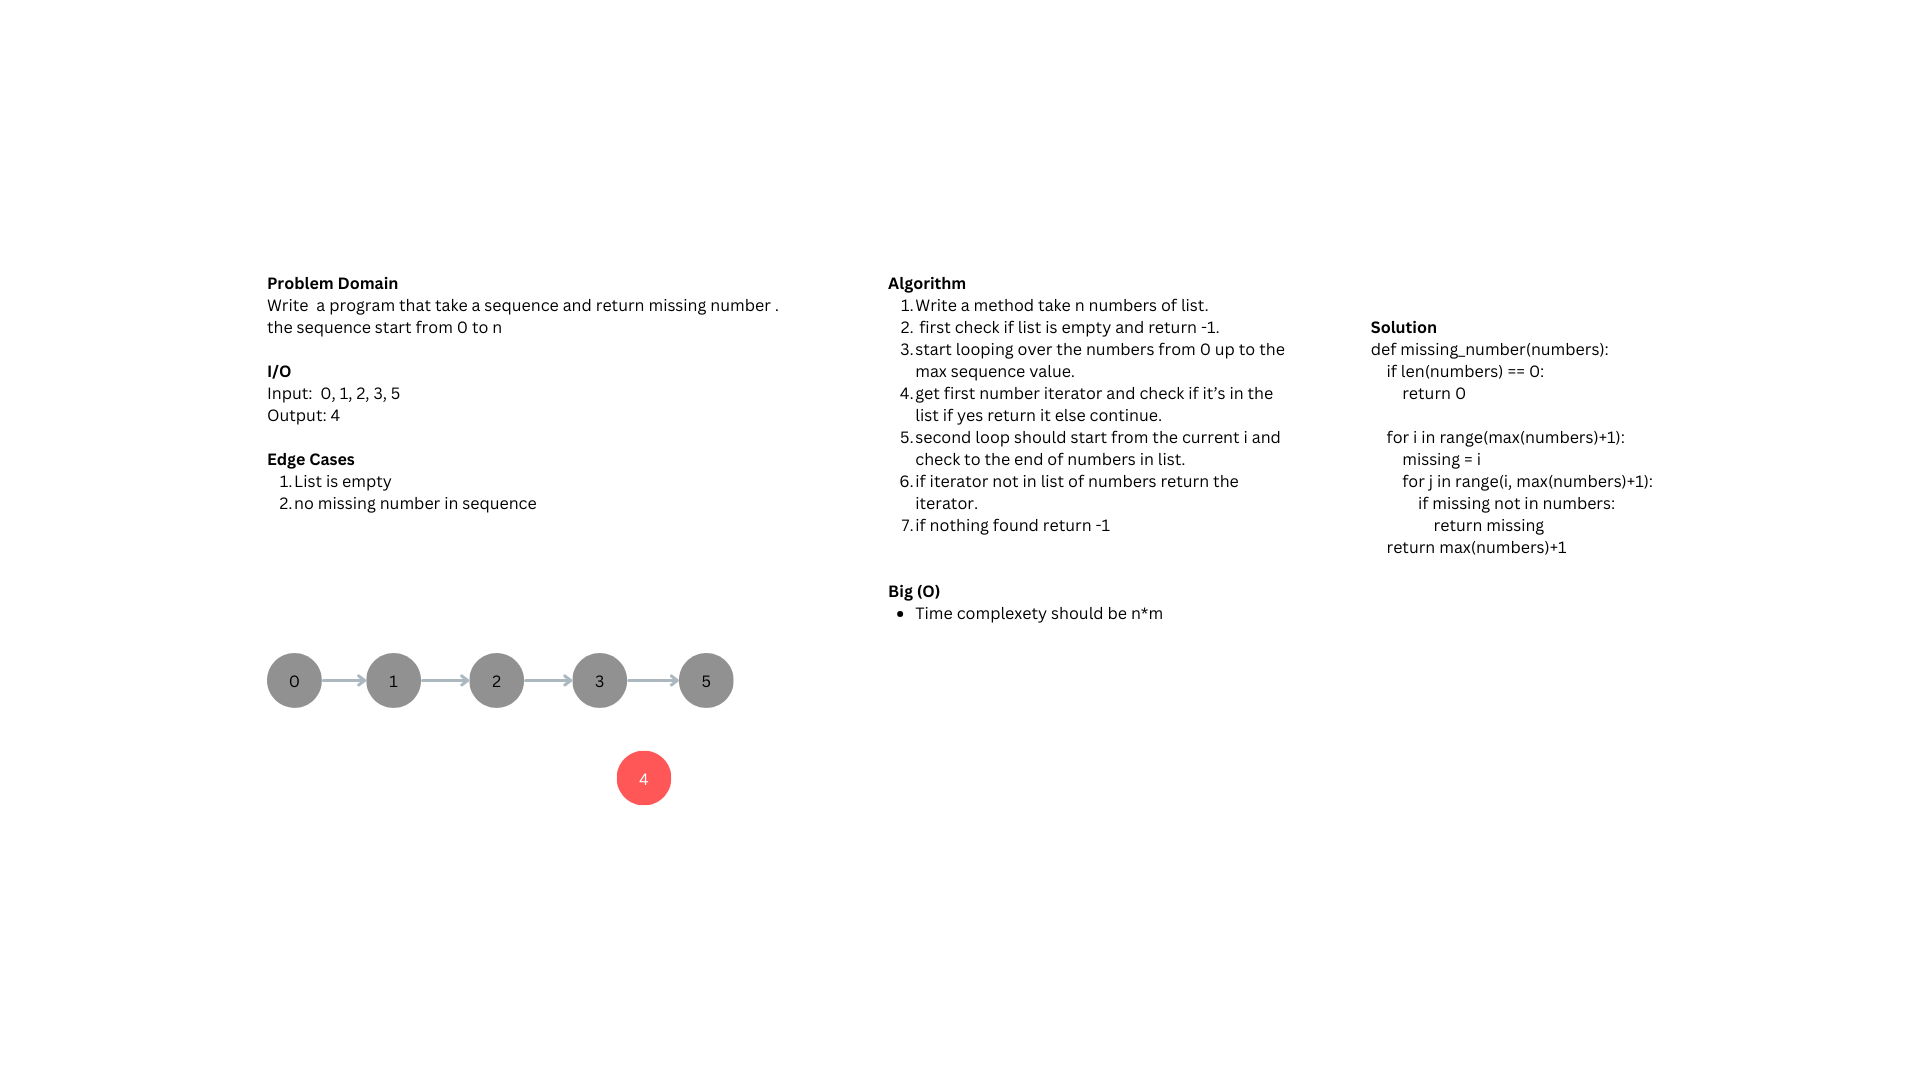 Problem Domain
Write  a program that take a sequence and return missing number .
the sequence start from 0 to n
I/O
Input:  0, 1, 2, 3, 5
Output: 4
Edge Cases
1. List is empty
2. no missing number in sequence
0
1
2
3
5
4
Algorithm
1. Write a method take n numbers of list.
2.  first check if list is empty and return -1.
3. start looping over the numbers from 0 up to the
max sequence value.
4. get first number iterator and check if it’s in the
list if yes return it else continue.
5. second loop should start from the current i and
check to the end of numbers in list.
6. if iterator not in list of numbers return the
iterator.
7. if nothing found return -1
Big (O)
• Time complexety should be n*m
Solution
def missing_number(numbers):
    if len(numbers) == 0:
        return 0
    for i in range(max(numbers)+1):
        missing = i
        for j in range(i, max(numbers)+1):
            if missing not in numbers:
                return missing
    return max(numbers)+1